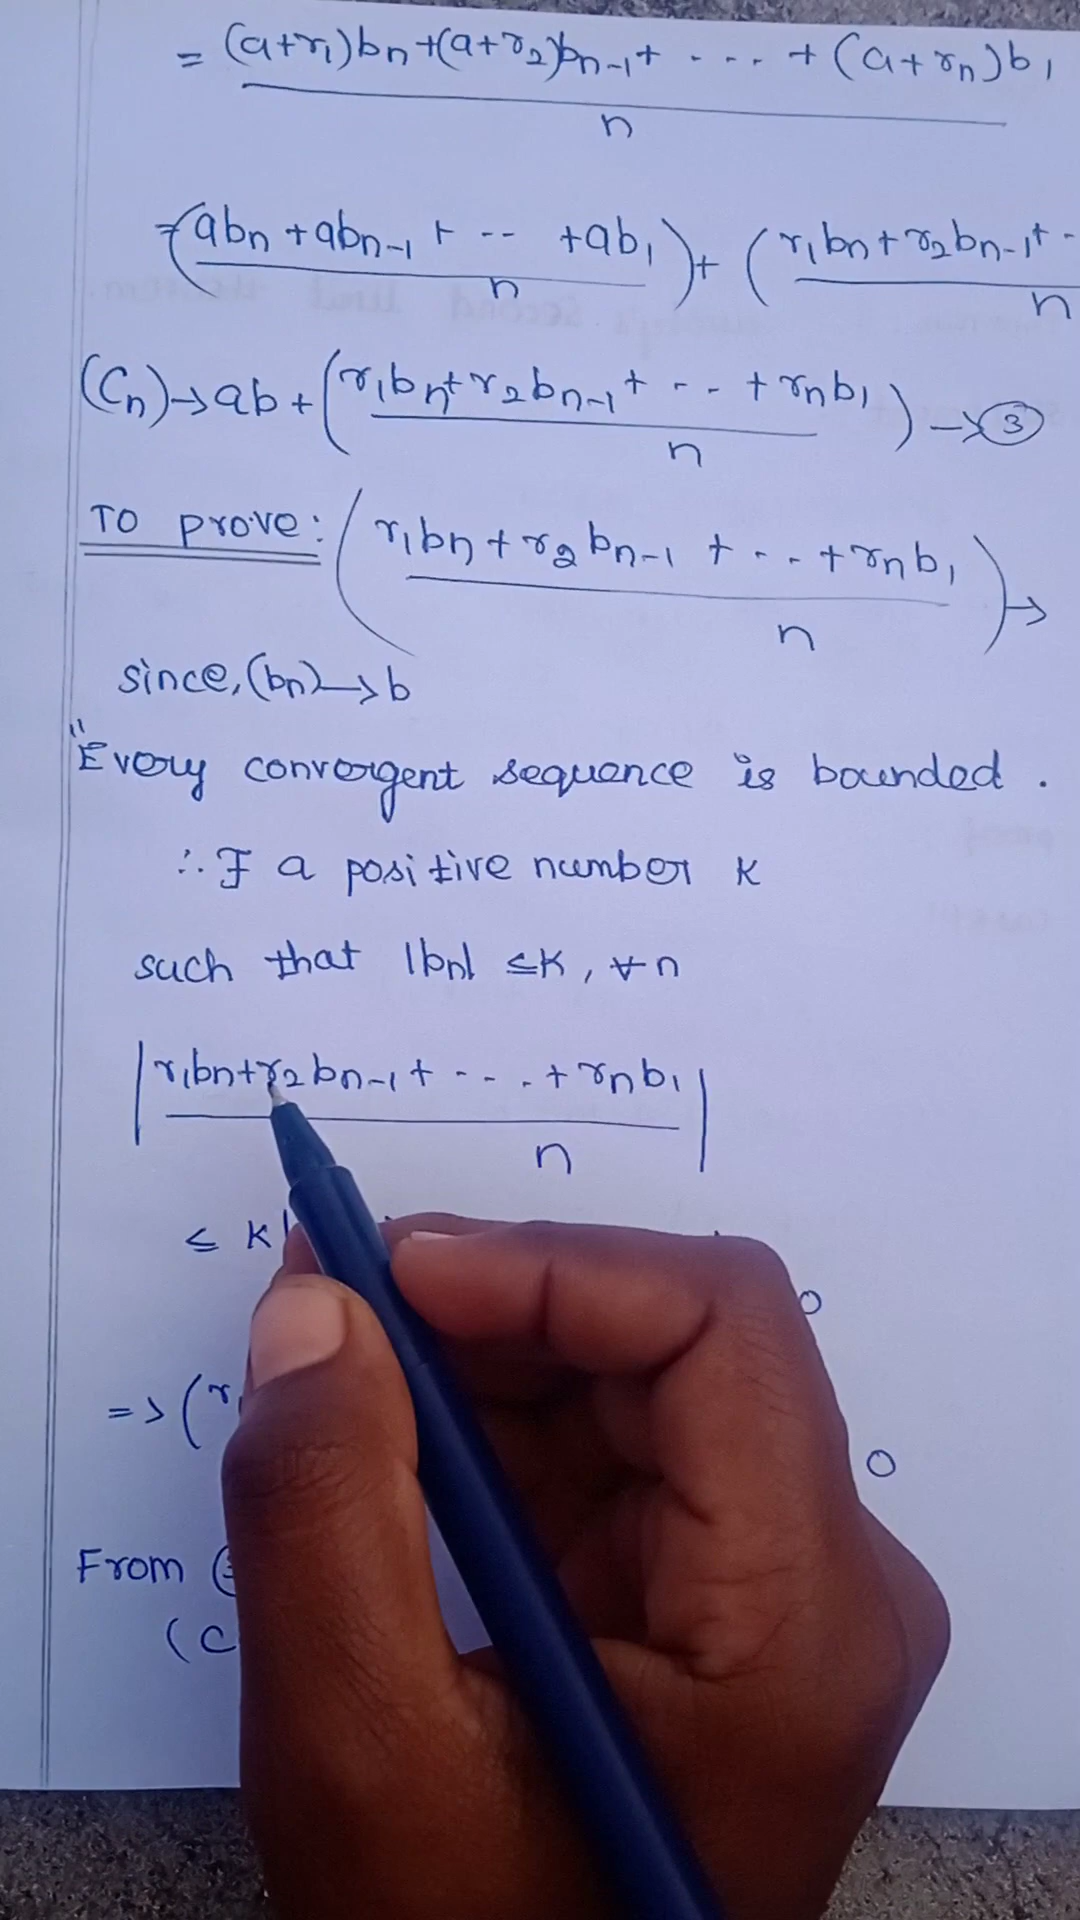 = (a+r₁)bₙ+(a+r₂)bₙ₋₁+ - - - . + (a+rₙ)b₁
n
=(abₙ+abₙ₋₁ + -- +ab₁)+ (r₁bₙ+r₂bₙ₋₁+ -
n n
(Cₙ)→ab+(r₁bₙ+r₂bₙ₋₁+ - - - + rₙb₁) →③
n
TO prove: (r₁bₙ+r₂bₙ₋₁ + - . . +rₙb₁)→
n
since,(bₙ)→b
"Every convergent sequence is bounded .
∴ ∃ a positive number K
such that |bₙ| ≤K, ∀n
|r₁bₙ+r₂bₙ₋₁+ - - . . + rₙb₁|
n
≤ K|
0
=> (r
0
From
(C